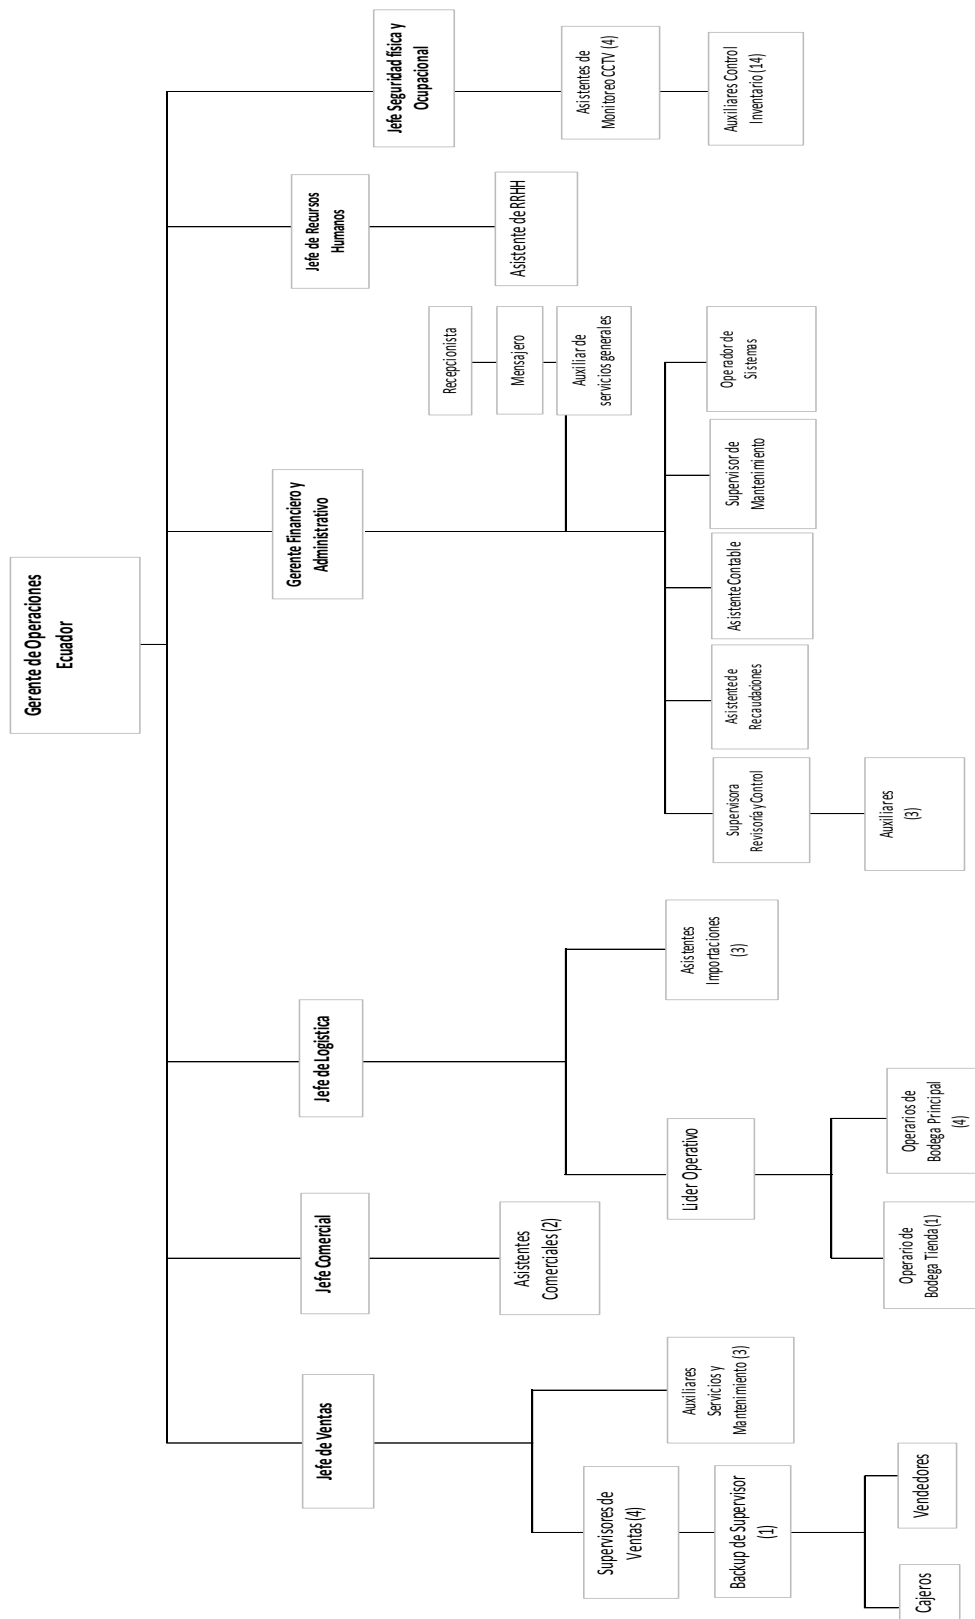 Gerente de Operaciones
Ecuador
Jefe de Ventas
Jefe Comercial
Jefe de Logística
Gerente Financiero y
Administrativo
Jefe de Recursos
Humanos
Jefe Seguridad física y
Ocupacional
Supervisores de
Ventas (4)
Auxiliares
Servicios y
Mantenimiento (3)
Backup de Supervisor
(1)
Cajeros
Vendedores
Asistentes
Comerciales (2)
Lider Operativo
Asistentes
Importaciones
(3)
Operario de
Bodega Tienda (1)
Operarios de
Bodega Principal
(4)
Recepcionista
Mensajero
Auxiliar de
servicios generales
Supervisora
Revisoría y Control
Asistente de
Recaudaciones
Asistente Contable
Supervisor de
Mantenimiento
Operador de
Sistemas
Auxiliares
(3)
Asistente de RRHH
Asistentes de
Monitoreo CCTV (4)
Auxiliares Control
Inventario (14)